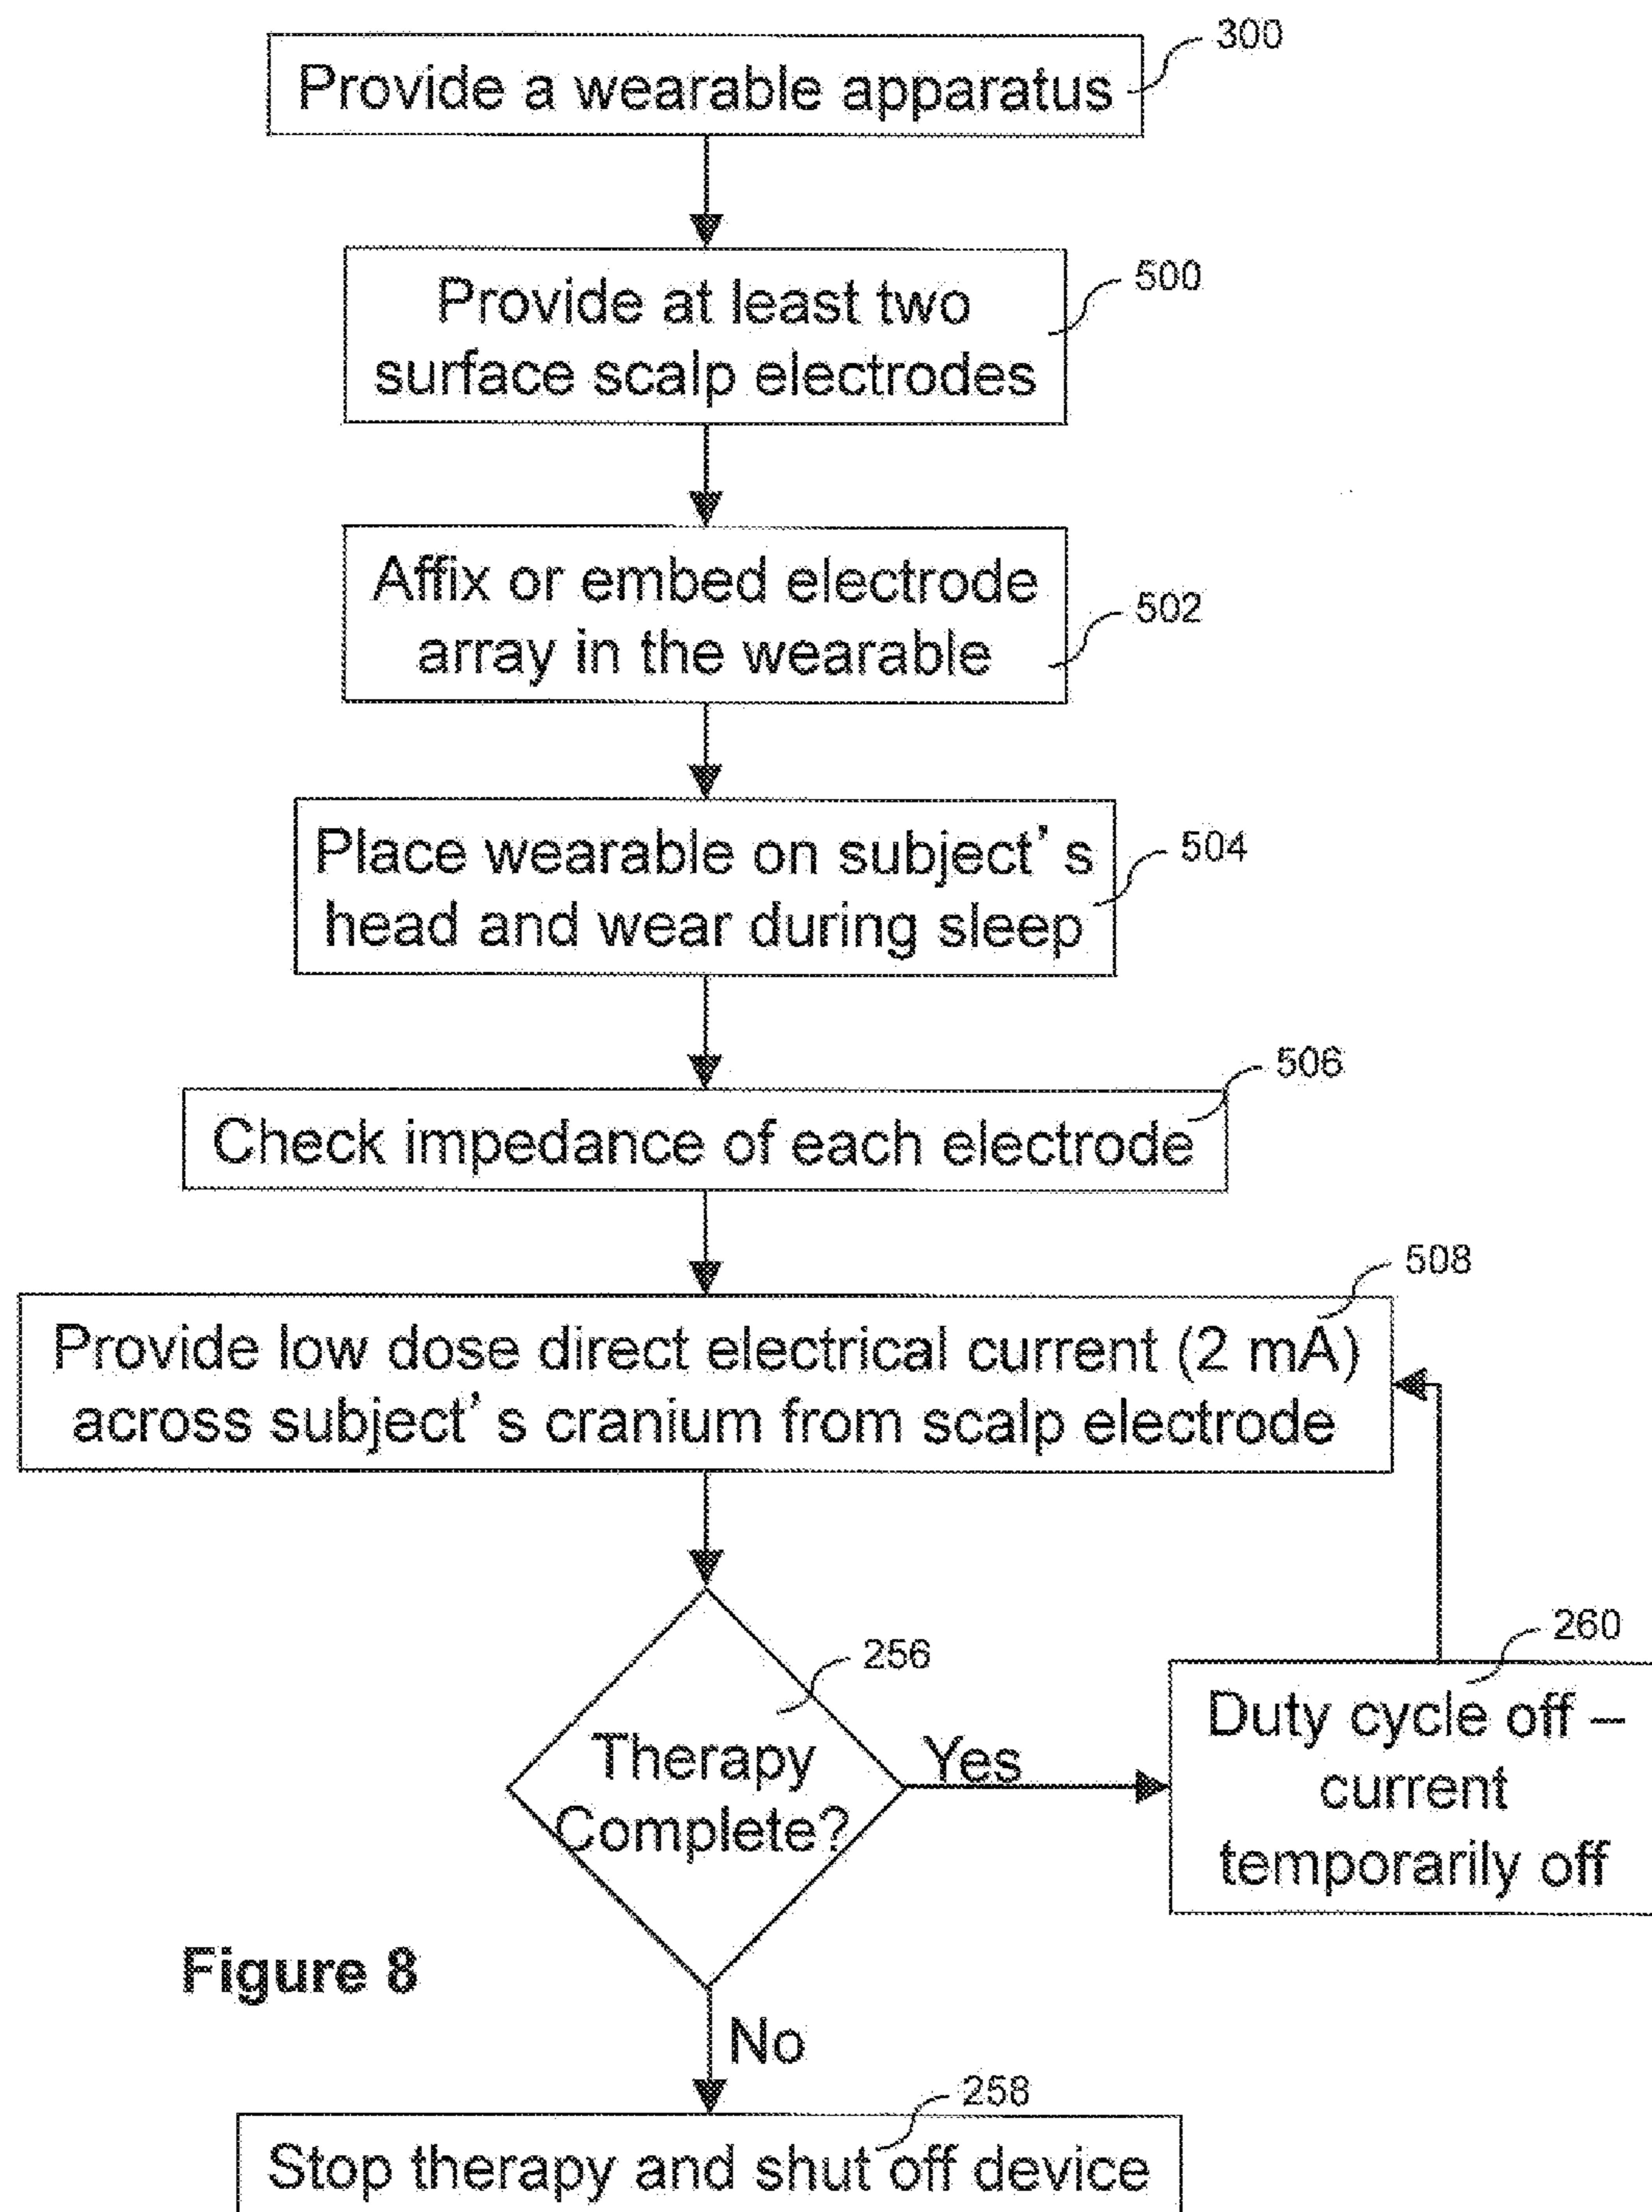 300
Provide a wearable apparatus
500
Provide at least two
surface scalp electrodes
Affix or embed electrode
array in the wearable
502
Place wearable on subject's
head and wear during sleep
504
506
Check impedance of each electrode
508
Provide low dose direct electrical current (2 mA)
across subject's cranium from scalp electrode
256
Therapy
Complete?
Yes
260
Duty cycle off –
current
temporarily off
Figure 8
No
258
Stop therapy and shut off device